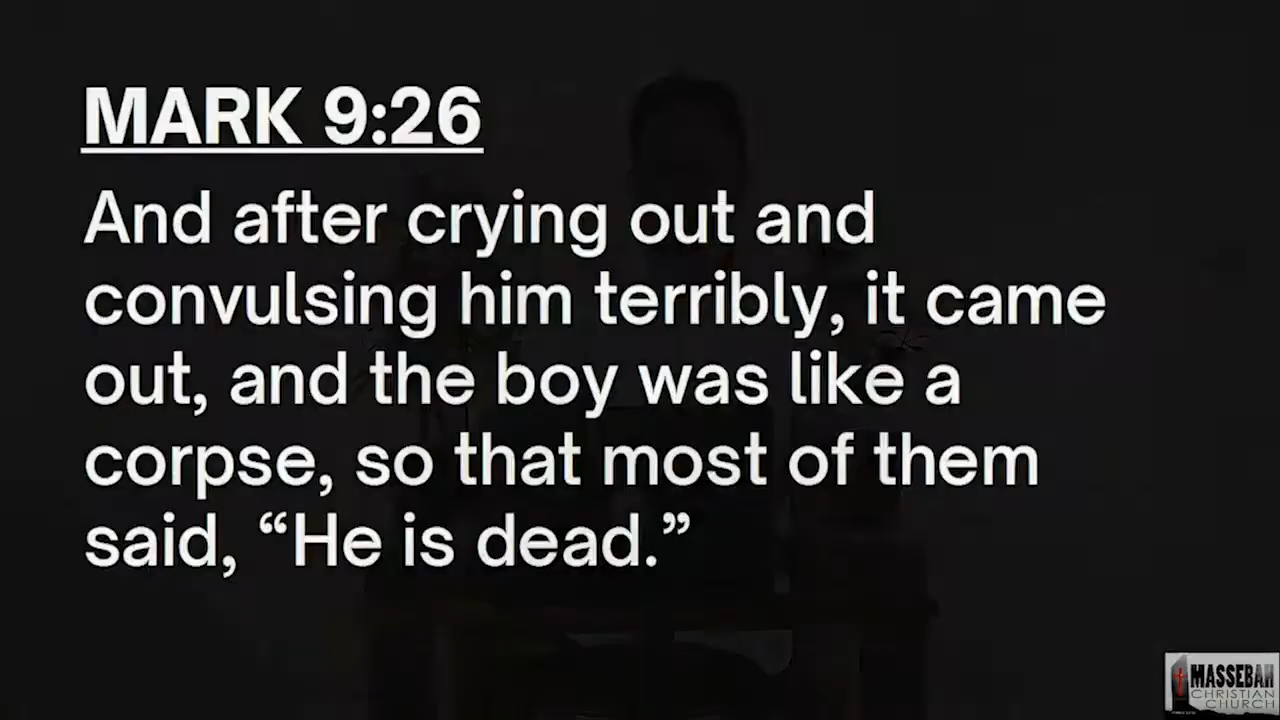 MARK 9:26
And after crying out and
convulsing him terribly, it came
out, and the boy was like a
corpse, so that most of them
said, “He is dead.”
MASSEBAH
CHRISTIAN
CHURCH